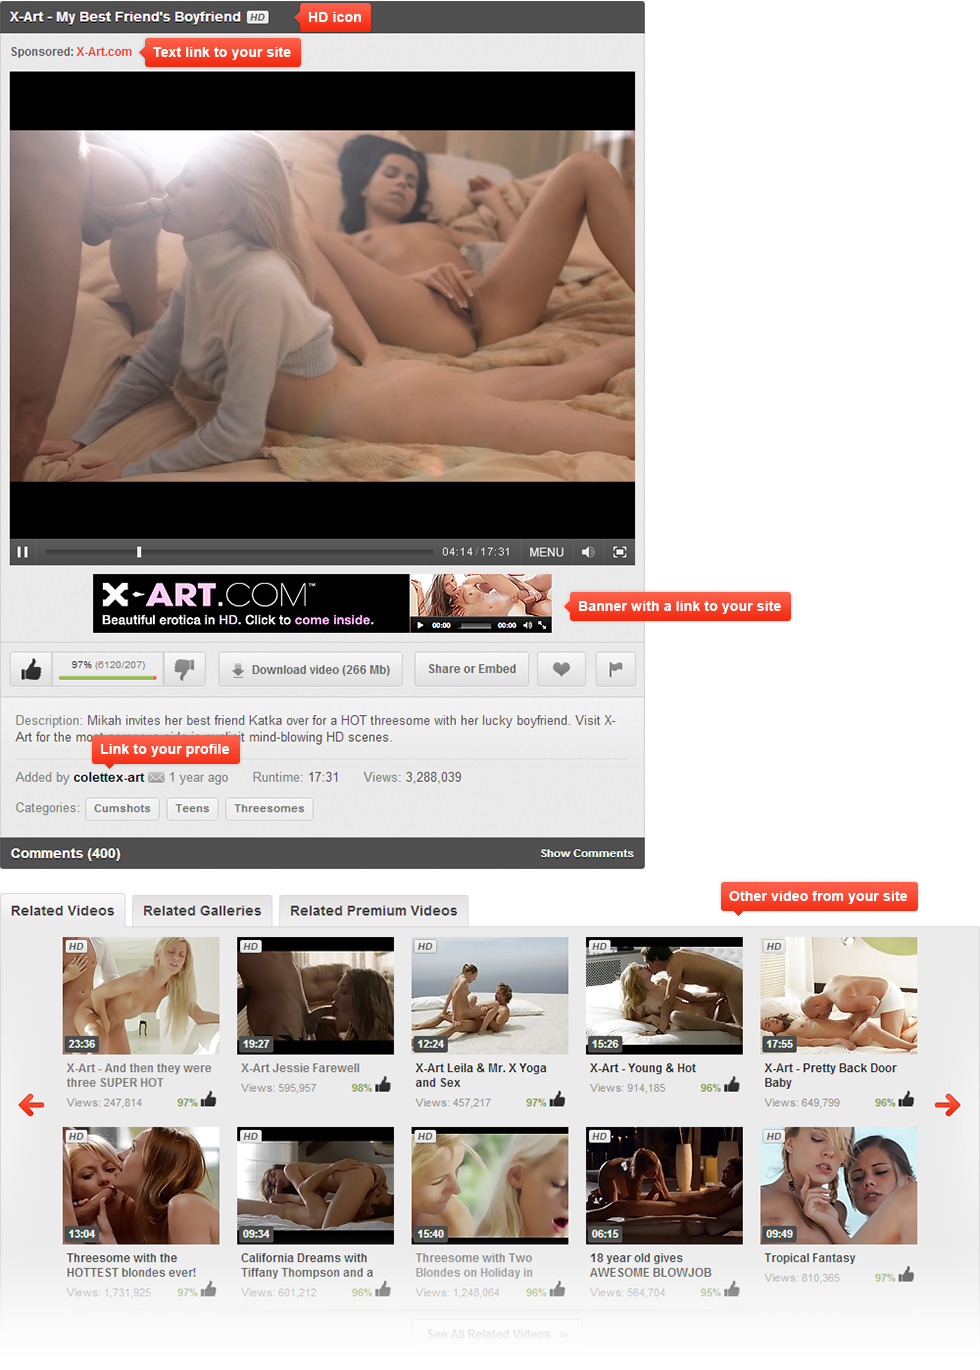 X-Art - My Best Friend's Boyfriend HD
HD icon
Sponsored: X-Art.com
Text link to your site
04:14 / 17:31 MENU
X-ART.COM™
Beautiful erotica in HD. Click to come inside.
00:00 00:00
Banner with a link to your site
97% (6120/207)
Download video (266 Mb)
Share or Embed
Description: Mikah invites her best friend Katka over for a HOT threesome with her lucky boyfriend. Visit X-
Art for the most mind-blowing HD scenes.
Link to your profile
Added by colettex-art 1 year ago Runtime: 17:31 Views: 3,288,039
Categories: Cumshots Teens Threesomes
Comments (400) Show Comments
Other video from your site
Related Videos Related Galleries Related Premium Videos
HD HD HD HD HD
23:36 19:27 12:24 15:26 17:55
X-Art - And then they were
three SUPER HOT
Views: 247,814 97%
X-Art Jessie Farewell
Views: 595,957 98%
X-Art Leila & Mr. X Yoga
and Sex
Views: 457,217 97%
X-Art - Young & Hot
Views: 914,185 96%
X-Art - Pretty Back Door
Baby
Views: 649,799 96%
HD HD HD HD HD
13:04 09:34 15:40 06:15 09:49
Threesome with the
HOTTEST blondes ever!
Views: 1,731,925 97%
California Dreams with
Tiffany Thompson and a
Views: 601,212 96%
Threesome with Two
Blondes on Holiday in
Views: 1,248,064 96%
18 year old gives
AWESOME BLOWJOB
Views: 564,704 95%
Tropical Fantasy
Views: 810,365 97%
See All Related Videos »